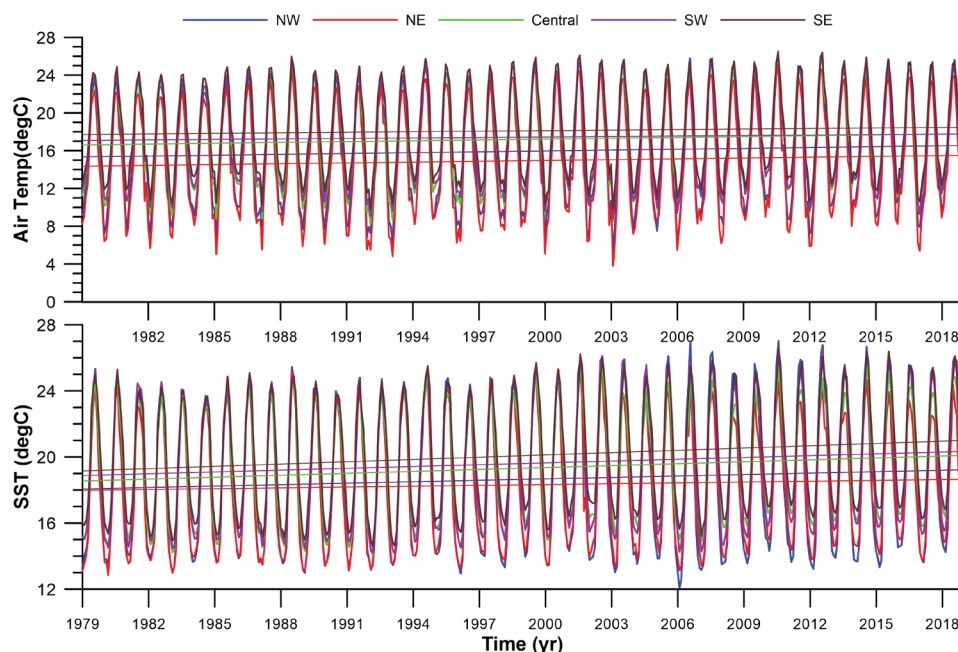 NW NE Central SW SE
28
24
20
16
12
8
4
0
Air Temp(degC)
1982 1985 1988 1991 1994 1997 2000 2003 2006 2009 2012 2015 2018
28
24
20
16
12
SST (degC)
1979 1982 1985 1988 1991 1994 1997 2000 2003 2006 2009 2012 2015 2018
Time (yr)